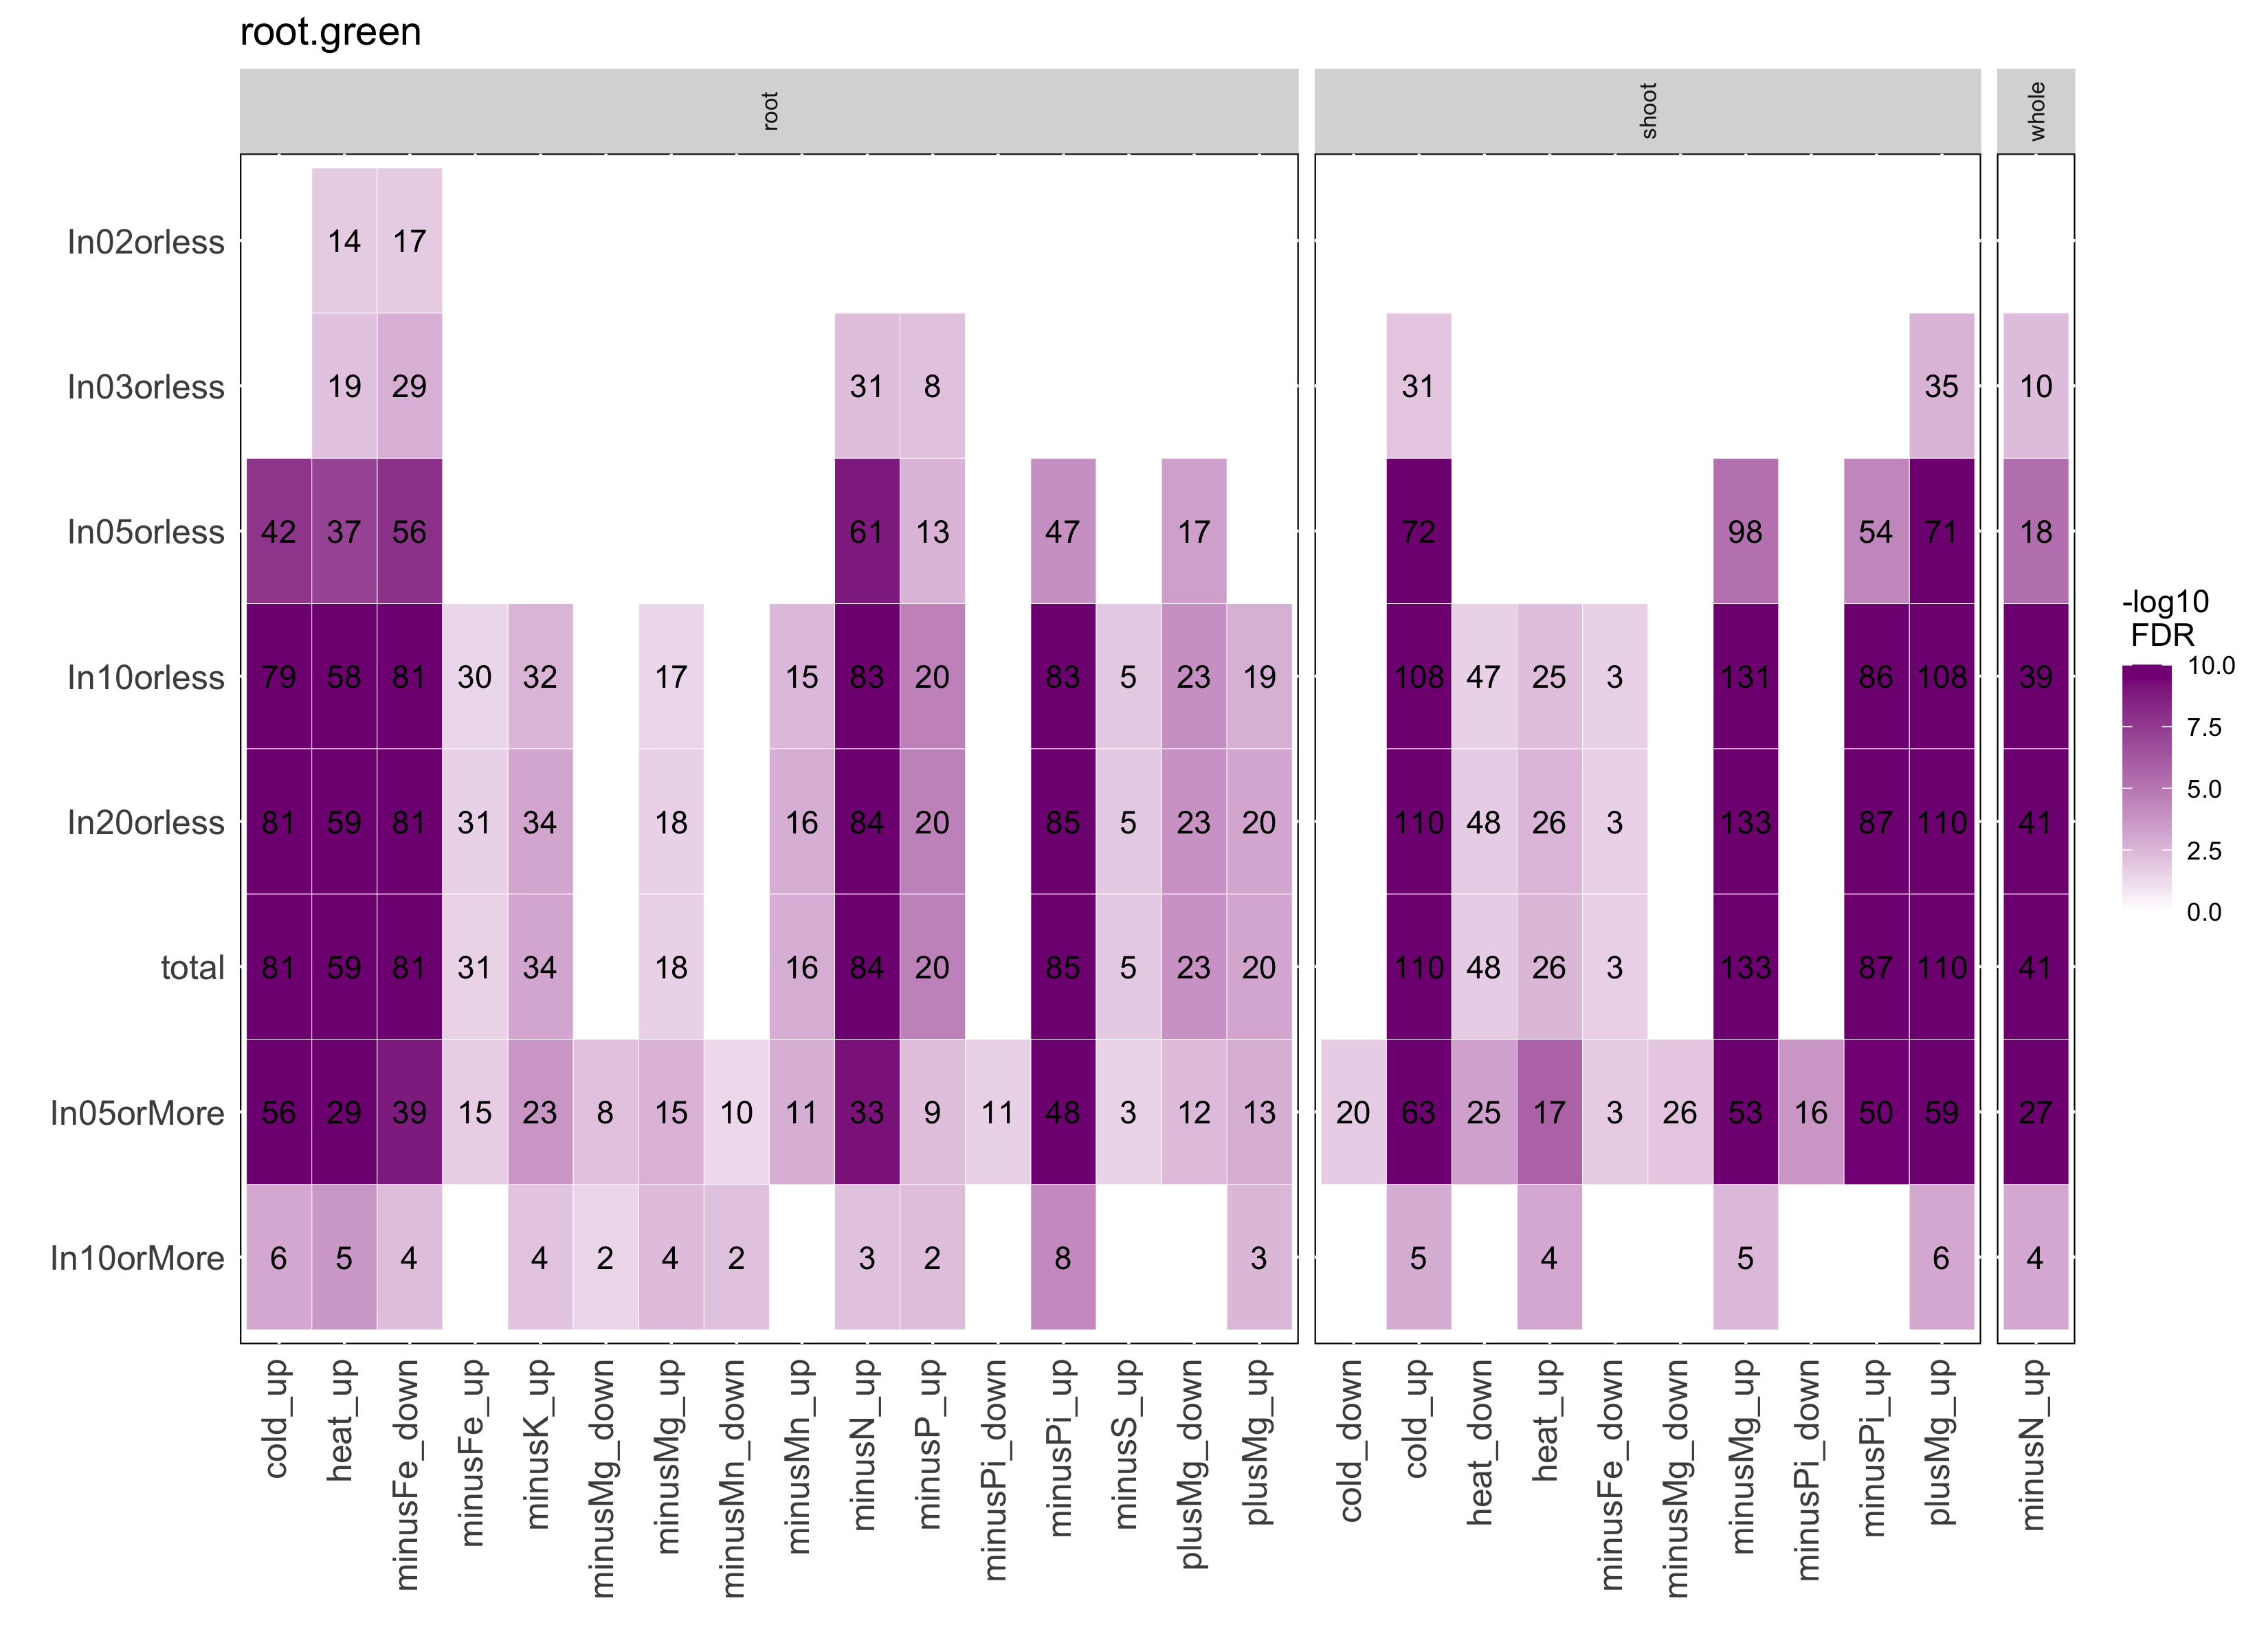 root.green
root shoot whole
In02orless 14 17
In03orless 19 29 31 8 31 35 10
In05orless 42 37 56 61 13 47 17 72 98 54 71 18
In10orless 79 58 81 30 32 17 15 83 20 83 5 23 19 108 47 25 3 131 86 108 39
In20orless 81 59 81 31 34 18 16 84 20 85 5 23 20 110 48 26 3 133 87 110 41
total 81 59 81 31 34 18 16 84 20 85 5 23 20 110 48 26 3 133 87 110 41
In05orMore 56 29 39 15 23 8 15 10 11 33 9 11 48 3 12 13 20 63 25 17 3 26 53 16 50 59 27
In10orMore 6 5 4 4 2 4 2 3 2 8 3 5 4 5 6 4
cold_up heat_up minusFe_down minusFe_up minusK_up minusMg_down minusMg_up minusMn_down minusMn_up minusN_up minusP_up minusPi_down minusPi_up minusS_up plusMg_down plusMg_up cold_down cold_up heat_down heat_up minusFe_down minusMg_down minusMg_up minusPi_down minusPi_up plusMg_up minusN_up
-log10
FDR
10.0
7.5
5.0
2.5
0.0